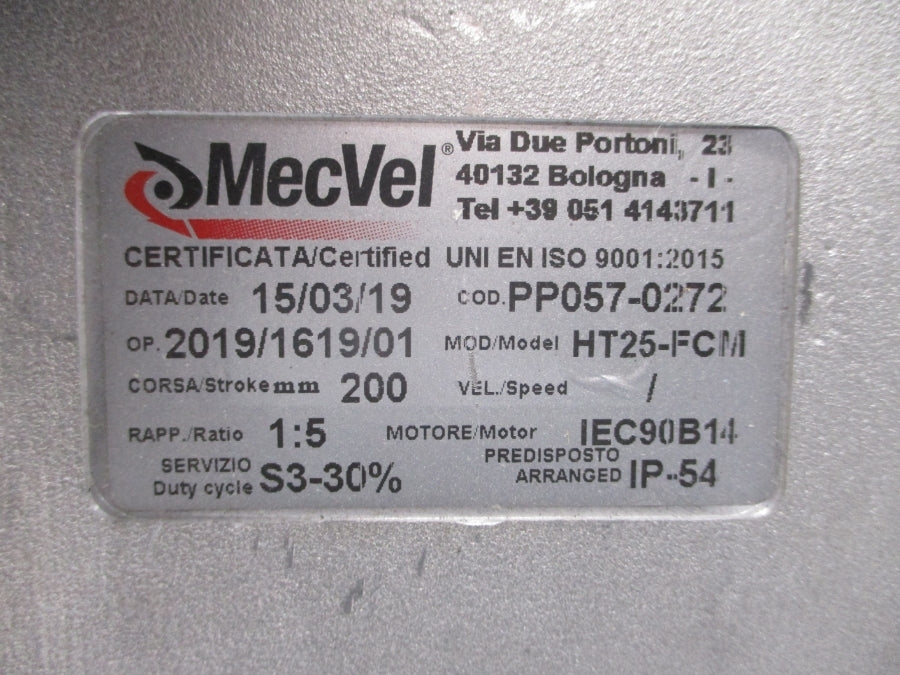 MecVel®
Via Due Portoni, 23
40132 Bologna - I -
Tel +39 051 4143711
CERTIFICATA/Certified UNI EN ISO 9001:2015
DATA/Date 15/03/19 COD. PP057-0272
OP. 2019/1619/01 MOD/Model HT25-FCM
CORSA/Stroke mm 200 VEL./Speed /
RAPP./Ratio 1:5 MOTORE/Motor IEC90B14
SERVIZIO
Duty cycle S3-30%
PREDISPOSTO
ARRANGED IP-54